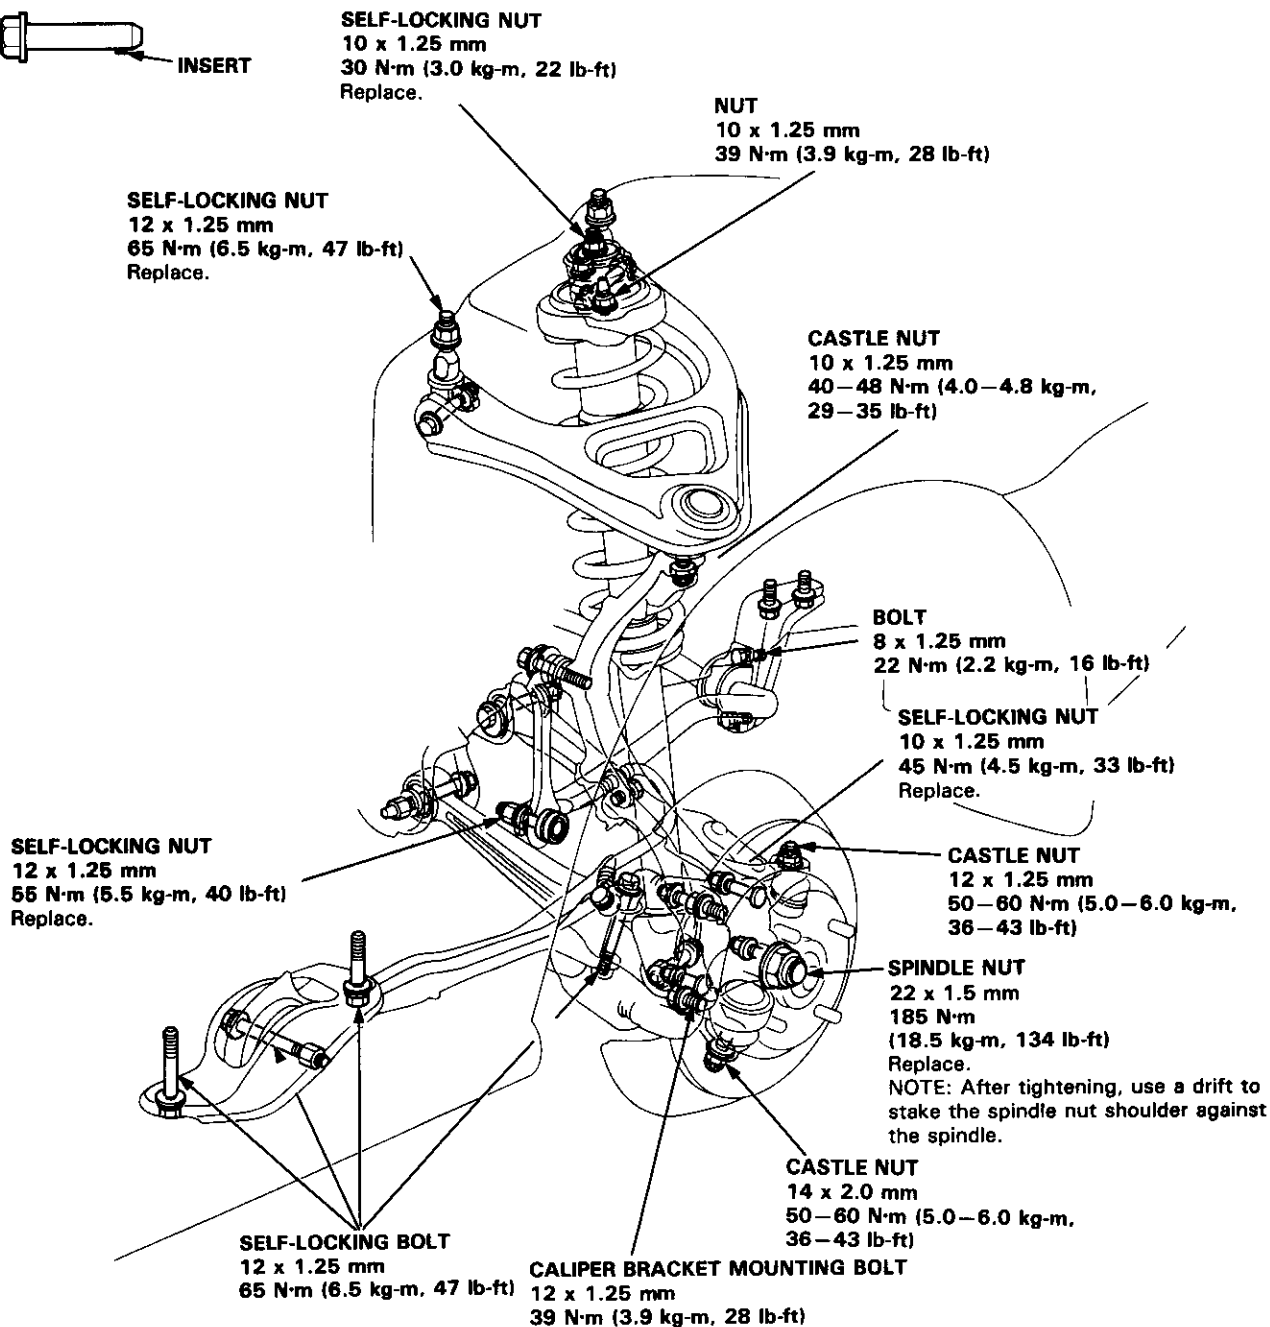 INSERT
SELF-LOCKING NUT
10 x 1.25 mm
30 N·m (3.0 kg-m, 22 lb-ft)
Replace.
NUT
10 x 1.25 mm
39 N·m (3.9 kg-m, 28 lb-ft)
SELF-LOCKING NUT
12 x 1.25 mm
65 N·m (6.5 kg-m, 47 lb-ft)
Replace.
CASTLE NUT
10 x 1.25 mm
40—48 N·m (4.0—4.8 kg-m,
29—35 lb-ft)
BOLT
8 x 1.25 mm
22 N·m (2.2 kg-m, 16 lb-ft)
SELF-LOCKING NUT
10 x 1.25 mm
45 N·m (4.5 kg-m, 33 lb-ft)
Replace.
SELF-LOCKING NUT
12 x 1.25 mm
55 N·m (5.5 kg-m, 40 lb-ft)
Replace.
CASTLE NUT
12 x 1.25 mm
50—60 N·m (5.0—6.0 kg-m,
36—43 lb-ft)
SPINDLE NUT
22 x 1.5 mm
185 N·m
(18.5 kg-m, 134 lb-ft)
Replace.
NOTE: After tightening, use a drift to
stake the spindle nut shoulder against
the spindle.
CASTLE NUT
14 x 2.0 mm
50—60 N·m (5.0—6.0 kg-m,
36—43 lb-ft)
SELF-LOCKING BOLT
12 x 1.25 mm
65 N·m (6.5 kg-m, 47 lb-ft)
CALIPER BRACKET MOUNTING BOLT
12 x 1.25 mm
39 N·m (3.9 kg-m, 28 lb-ft)